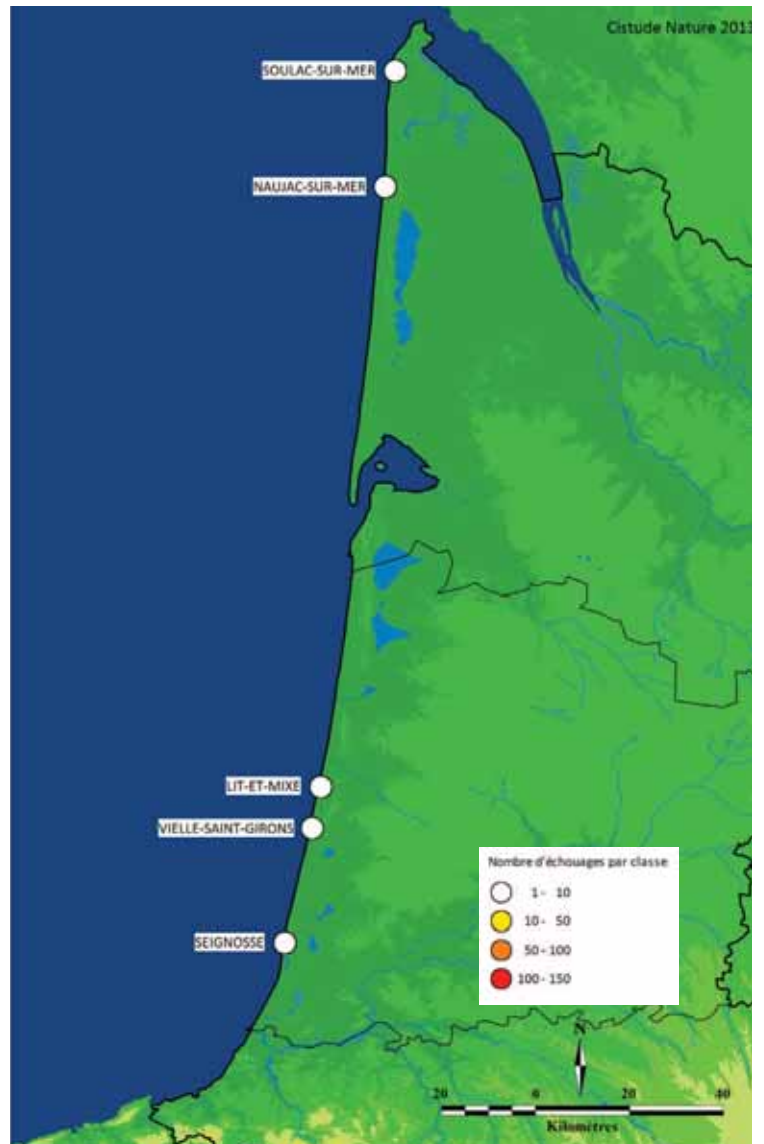 Cistude Nature 2013
SOULAC-SUR-MER
NAUJAC-SUR-MER
LIT-ET-MIXE
VIELLE-SAINT-GIRONS
SEIGNOSSE
Nombre d'échouages par classe
1 - 10
10 - 50
50 - 100
100 - 150
N
20 0 20 40
Kilomètres